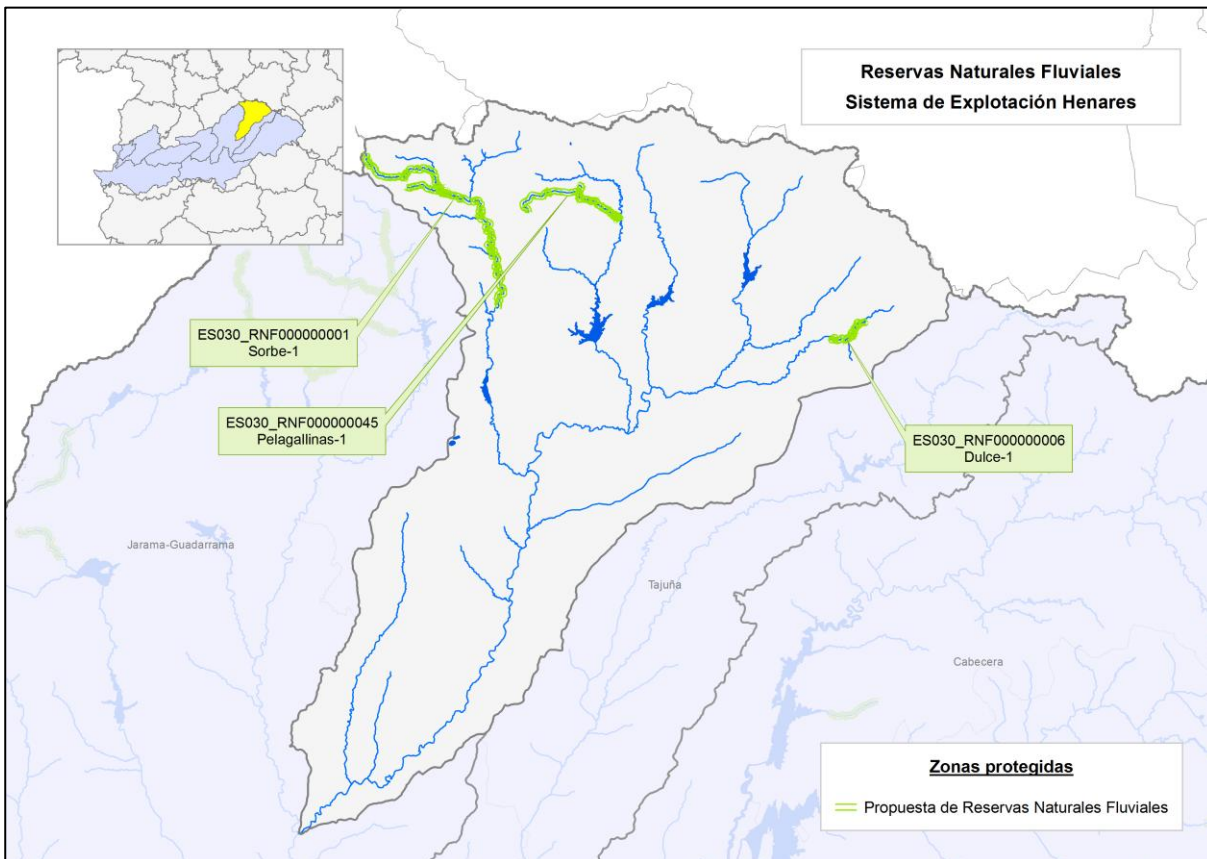 Reservas Naturales Fluviales
Sistema de Explotación Henares
ES030_RNF000000001
Sorbe-1
ES030_RNF000000045
Pelagallinas-1
ES030_RNF000000006
Dulce-1
Jarama-Guadarrama
Tajuña
Cabecera
Zonas protegidas
Propuesta de Reservas Naturales Fluviales